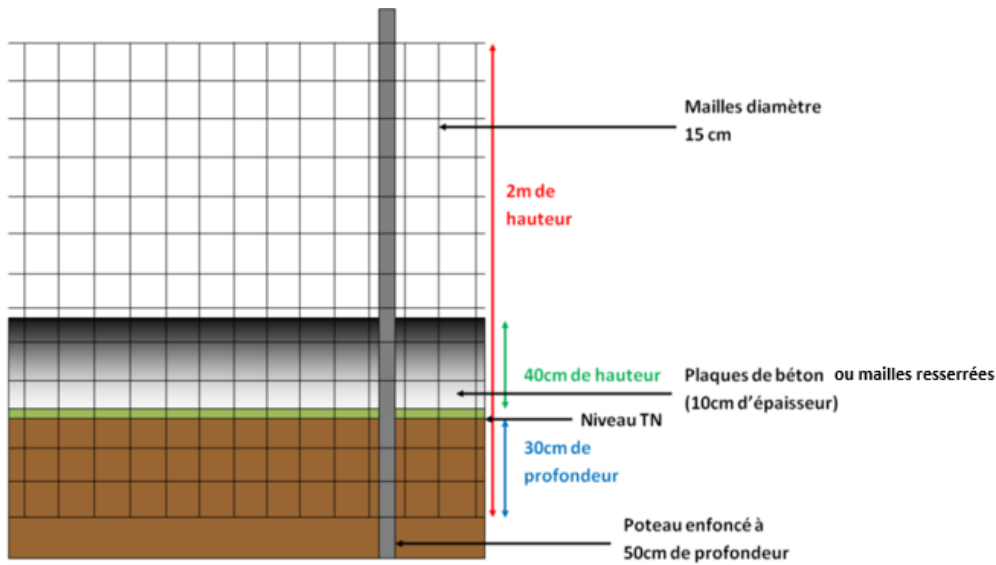 Mailles diamètre
15 cm
2m de
hauteur
40cm de hauteur
Plaques de béton ou mailles resserrées
(10cm d'épaisseur)
Niveau TN
30cm de
profondeur
Poteau enfoncé à
50cm de profondeur